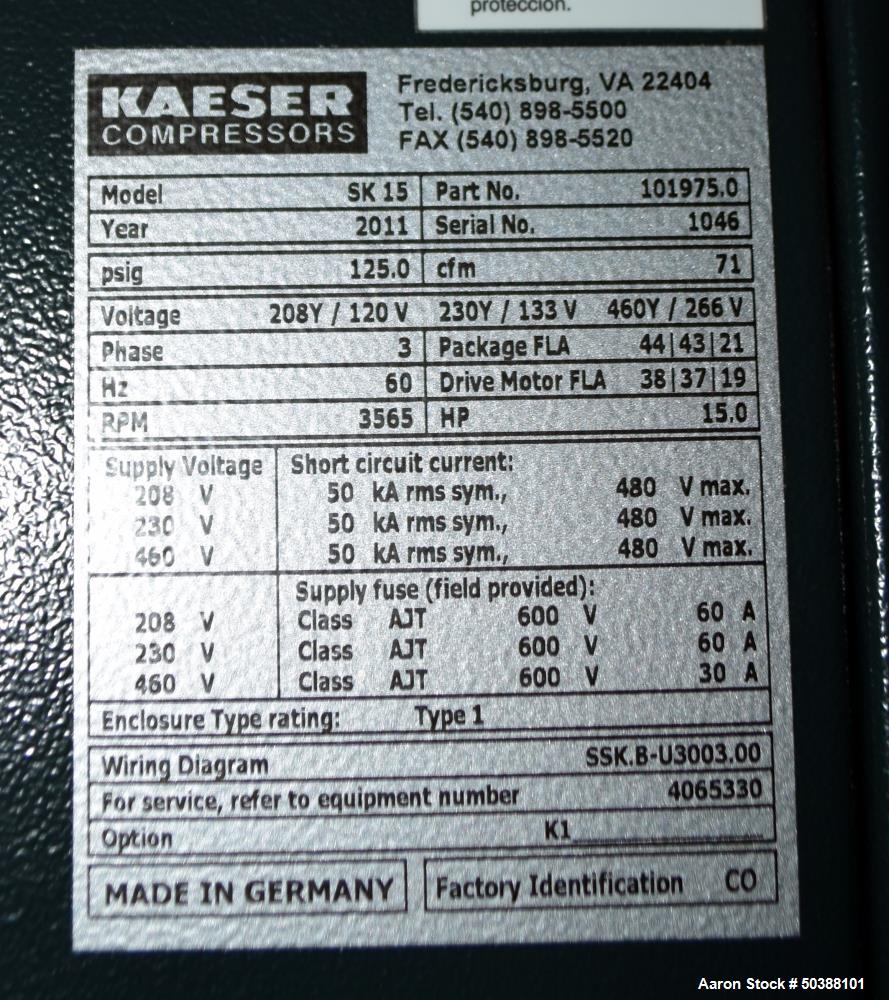 protección.
KAESER
COMPRESSORS
Fredericksburg, VA 22404
Tel. (540) 898-5500
FAX (540) 898-5520
Model SK 15 Part No. 101975.0
Year 2011 Serial No. 1046
psig 125.0 cfm 71
Voltage 208Y / 120 V 230Y / 133 V 460Y / 266 V
Phase 3 Package FLA 44|43|21
Hz 60 Drive Motor FLA 38|37|19
RPM 3565 HP 15.0
Supply Voltage Short circuit current:
208 V 50 kA rms sym., 480 V max.
230 V 50 kA rms sym., 480 V max.
460 V 50 kA rms sym., 480 V max.
Supply fuse (field provided):
208 V Class AJT 600 V 60 A
230 V Class AJT 600 V 60 A
460 V Class AJT 600 V 30 A
Enclosure Type rating: Type 1
Wiring Diagram SSK.B-U3003.00
For service, refer to equipment number 4065330
Option K1
MADE IN GERMANY Factory Identification CO
Aaron Stock # 50388101